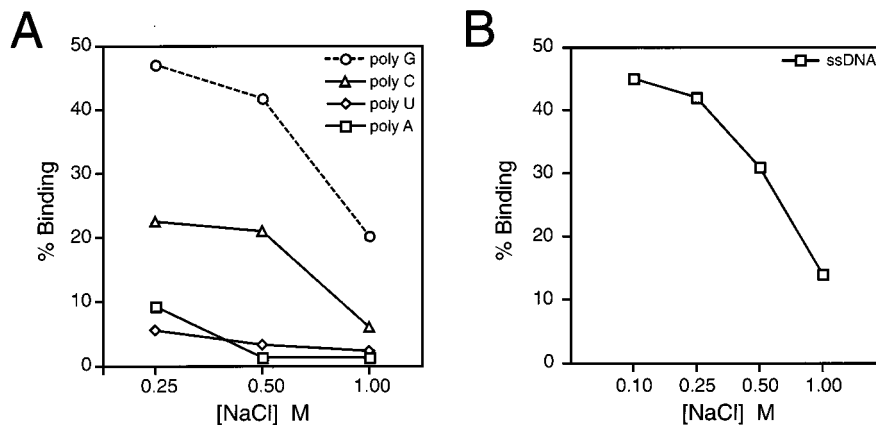 A
% Binding
50
40
30
20
10
0
poly G
poly C
poly U
poly A
0.25 0.50 1.00
[NaCl] M
B
% Binding
50
40
30
20
10
0
ssDNA
0.10 0.25 0.50 1.00
[NaCl] M